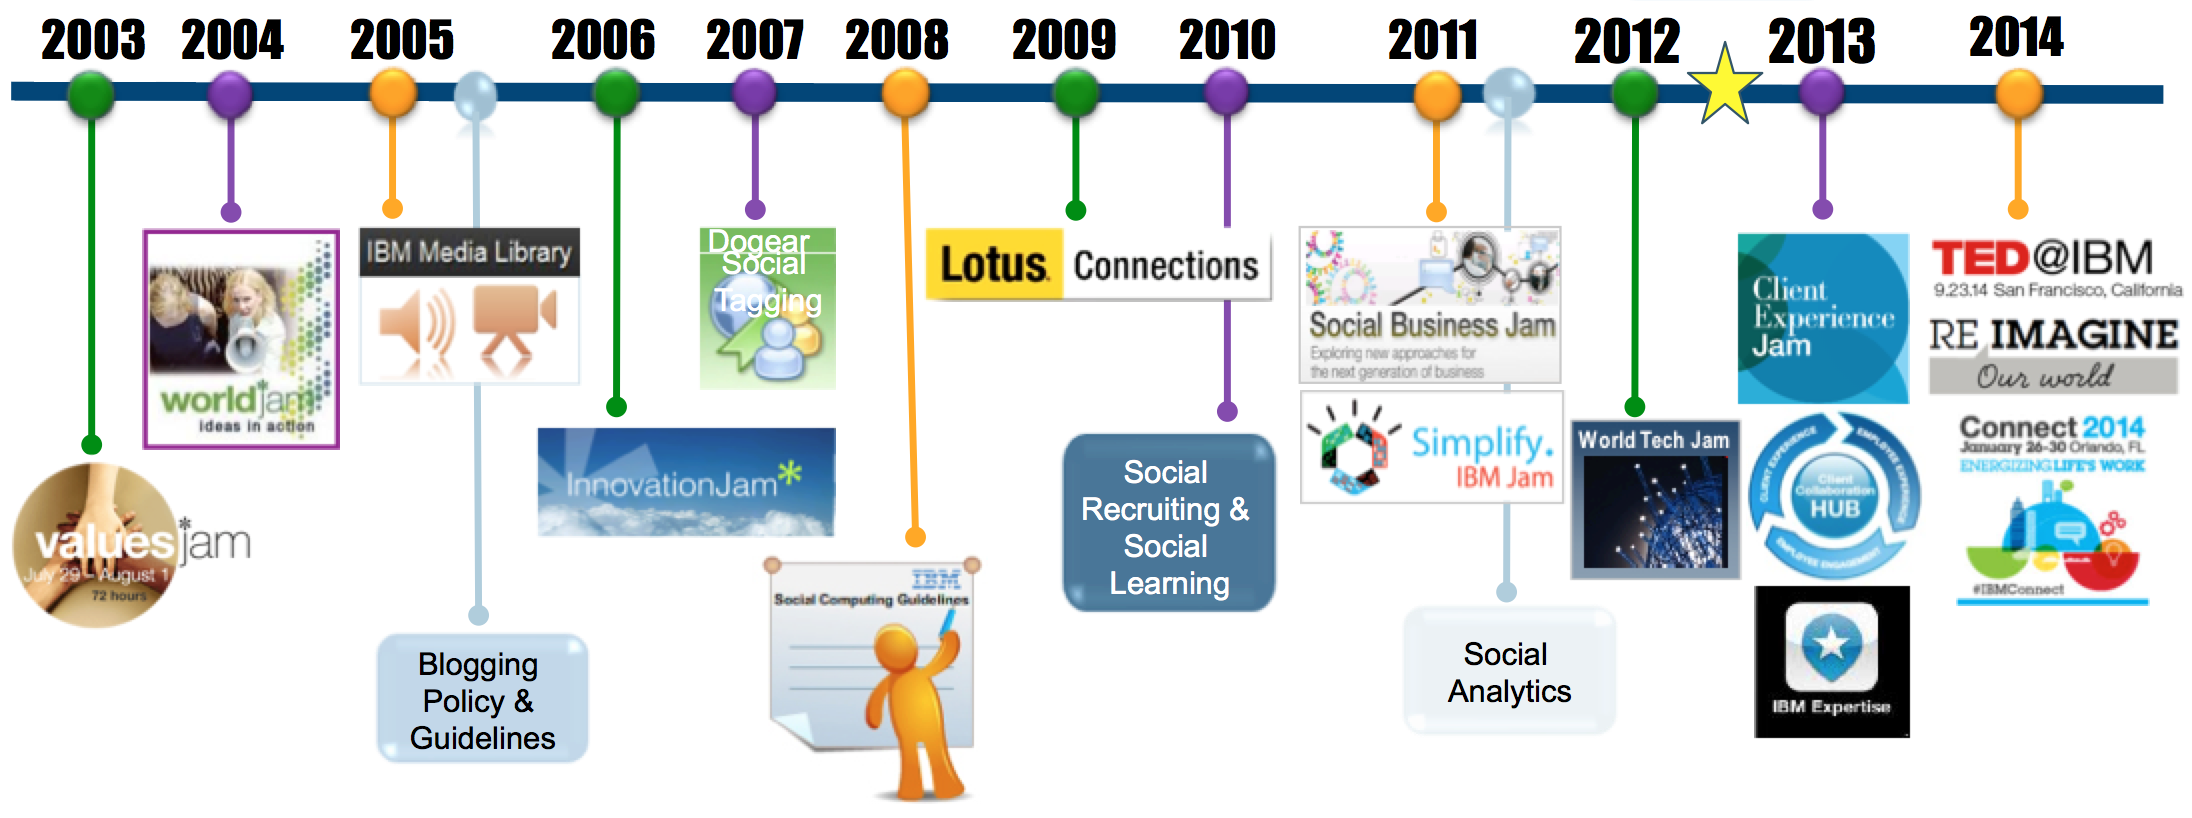 2003
2004
2005
2006
2007
2008
2009
2010
2011
2012
2013
2014
values*jam
July 29 - August 1
72 hours
world*jam
ideas in action
IBM Media Library
Blogging
Policy &
Guidelines
InnovationJam*
Dogear
Social
Tagging
IBM
Social Computing Guidelines
Lotus. Connections
Social
Recruiting &
Social
Learning
Social Business Jam
Exploring new approaches for
the next generation of business
Simplify.
IBM Jam
Social
Analytics
World Tech Jam
Client
Experience
Jam
CLIENT EXPERIENCE
EMPLOYEE EXPERIENCE
EMPLOYEE ENGAGEMENT
Client
Collaboration
HUB
IBM Expertise
TED@IBM
9.23.14 San Francisco, California
RE IMAGINE
Our world
Connect 2014
January 26-30 Orlando, FL
ENERGIZING LIFE'S WORK
#IBMConnect